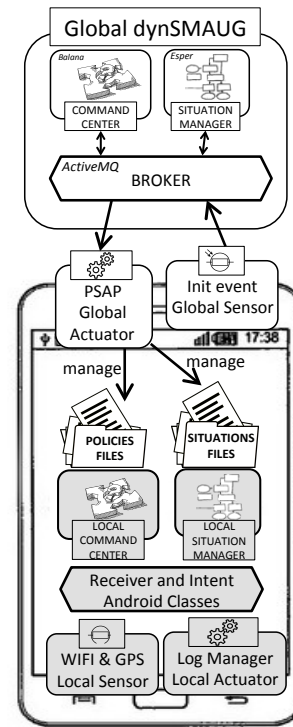 Global dynSMAUG
Balana
Esper
COMMAND
CENTER
SITUATION
MANAGER
ActiveMQ
BROKER
PSAP
Global
Actuator
Init event
Global Sensor
17:38
manage
manage
POLICIES
FILES
SITUATIONS
FILES
LOCAL
COMMAND
CENTER
LOCAL
SITUATION
MANAGER
Receiver and Intent
Android Classes
WIFI & GPS
Local Sensor
Log Manager
Local Actuator